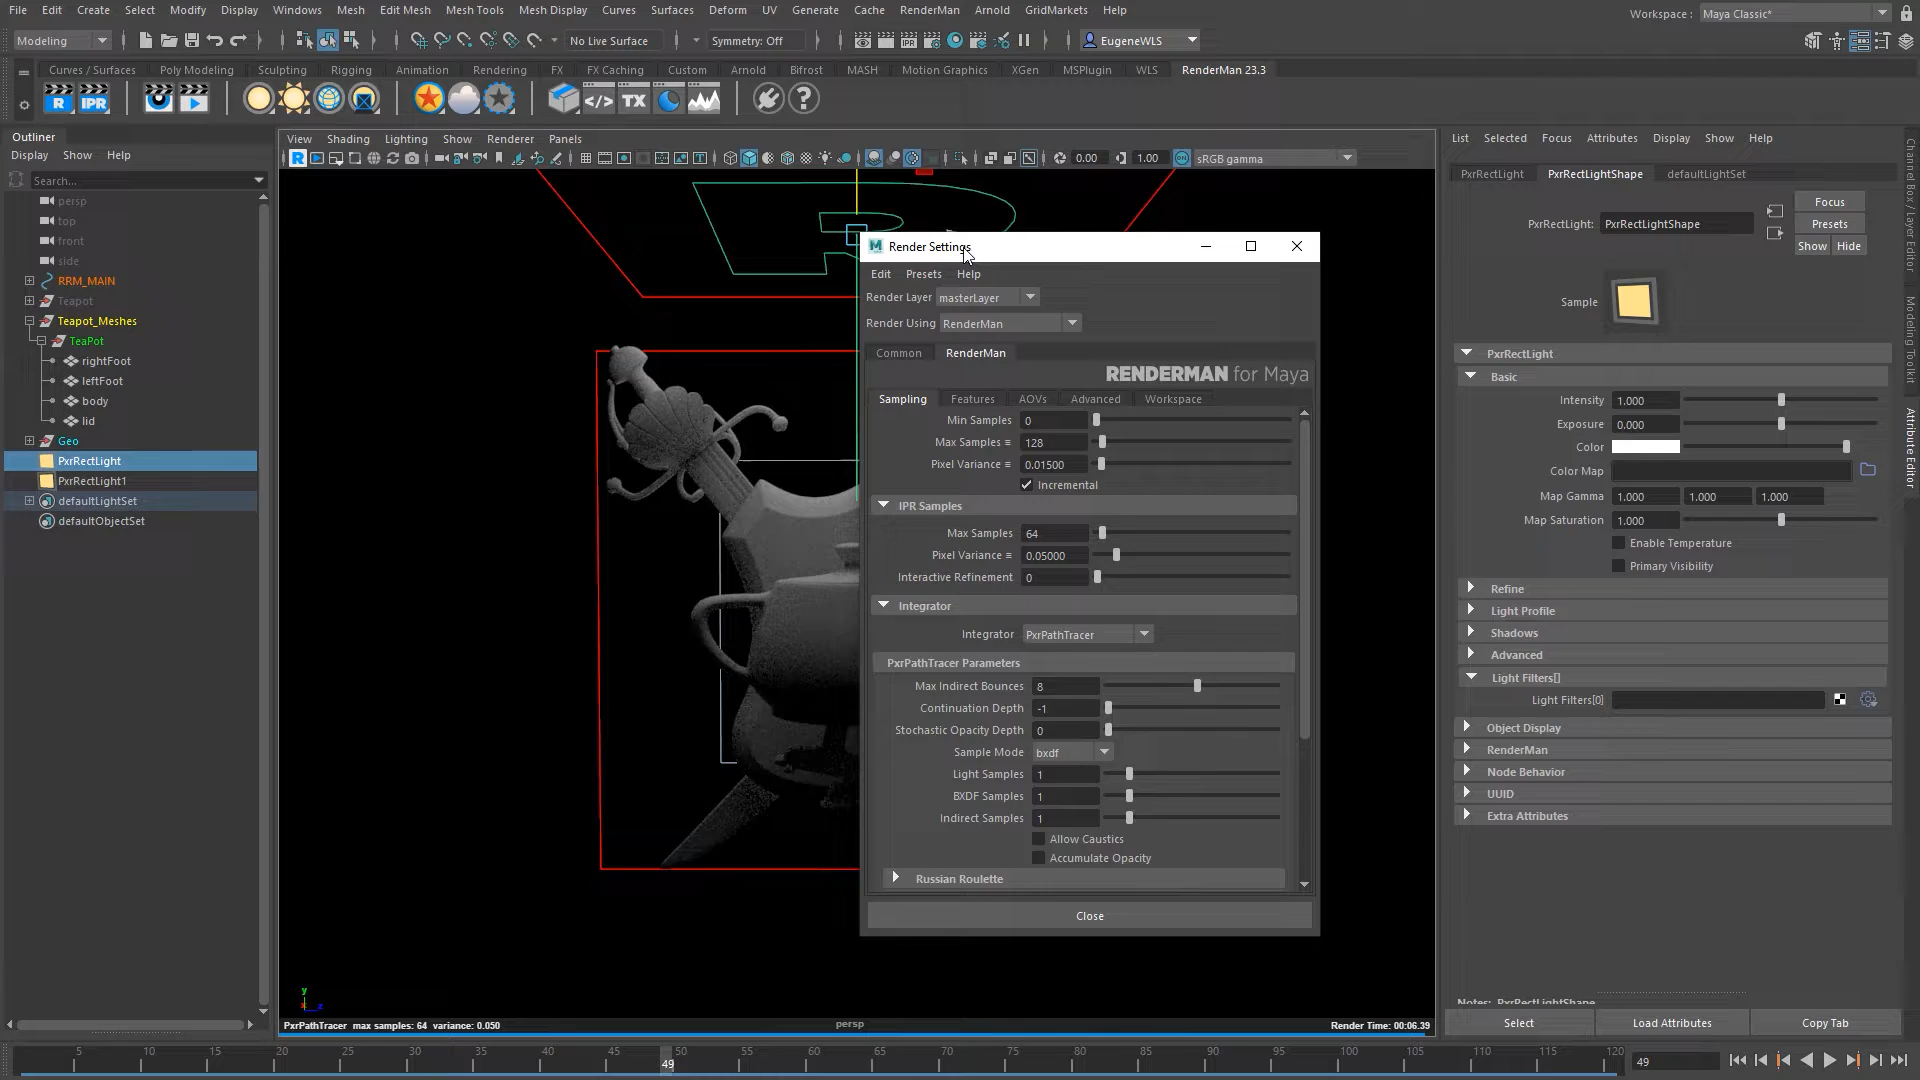 File Edit Create Select Modify Display Windows Mesh Edit Mesh Mesh Tools Mesh Display Curves Surfaces Deform UV Generate Cache RenderMan Arnold GridMarkets Help
Workspace : Maya Classic*
Modeling No Live Surface Symmetry: Off EugeneWLS
Curves / Surfaces Poly Modeling Sculpting Rigging Animation Rendering FX FX Caching Custom Arnold Bifrost MASH Motion Graphics XGen MSPlugin WLS RenderMan 23.3
R IPR TX
Outliner
Display Show Help
Search...
persp
top
front
side
RRM_MAIN
Teapot
Teapot_Meshes
TeaPot
rightFoot
leftFoot
body
lid
Geo
PxrRectLight
PxrRectLight1
defaultLightSet
defaultObjectSet
View Shading Lighting Show Renderer Panels
0.00 1.00 sRGB gamma
Render Settings
Edit Presets Help
Render Layer masterLayer
Render Using RenderMan
Common RenderMan
RENDERMAN for Maya
Sampling Features AOVs Advanced Workspace
Min Samples 0
Max Samples = 128
Pixel Variance = 0.01500
Incremental
IPR Samples
Max Samples 64
Pixel Variance = 0.05000
Interactive Refinement 0
Integrator
Integrator PxrPathTracer
PxrPathTracer Parameters
Max Indirect Bounces 8
Continuation Depth -1
Stochastic Opacity Depth 0
Sample Mode bxdf
Light Samples 1
BXDF Samples 1
Indirect Samples 1
Allow Caustics
Accumulate Opacity
Russian Roulette
Close
PxrPathTracer max samples: 64 variance: 0.050
persp
Render Time: 00:06.39
List Selected Focus Attributes Display Show Help
PxrRectLight PxrRectLightShape defaultLightSet
Focus
PxrRectLight: PxrRectLightShape Presets
Show Hide
Sample
PxrRectLight
Basic
Intensity 1.000
Exposure 0.000
Color
Color Map
Map Gamma 1.000 1.000 1.000
Map Saturation 1.000
Enable Temperature
Primary Visibility
Refine
Light Profile
Shadows
Advanced
Light Filters[]
Light Filters[0]
Object Display
RenderMan
Node Behavior
UUID
Extra Attributes
Notes: PxrRectLightShape
Select Load Attributes Copy Tab
Channel Box / Layer Editor
Modeling Toolkit
Attribute Editor
5 10 15 20 25 30 35 40 45 50 55 60 65 70 75 80 85 90 95 100 105 110 115 120
49
49
y
z